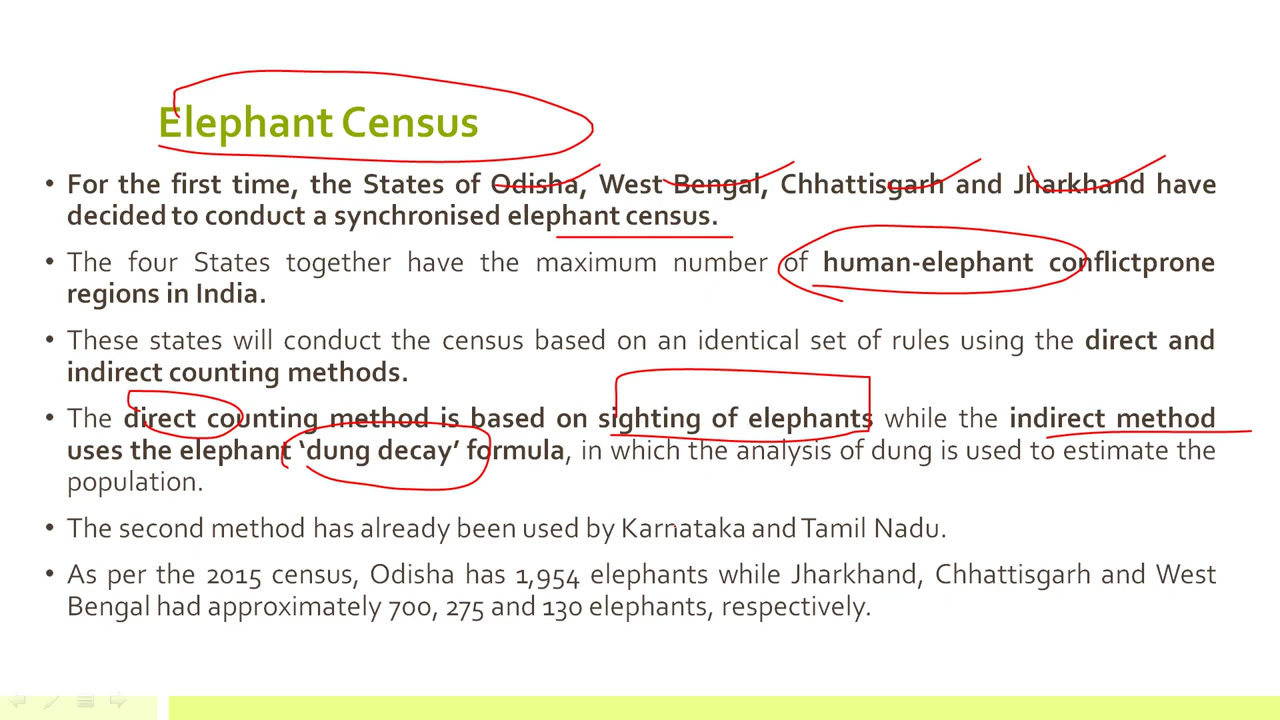 Elephant Census
• For the first time, the States of Odisha, West Bengal, Chhattisgarh and Jharkhand have
decided to conduct a synchronised elephant census.
• The four States together have the maximum number of human-elephant conflictprone
regions in India.
• These states will conduct the census based on an identical set of rules using the direct and
indirect counting methods.
• The direct counting method is based on sighting of elephants while the indirect method
uses the elephant ‘dung decay’ formula, in which the analysis of dung is used to estimate the
population.
• The second method has already been used by Karnataka and Tamil Nadu.
• As per the 2015 census, Odisha has 1,954 elephants while Jharkhand, Chhattisgarh and West
Bengal had approximately 700, 275 and 130 elephants, respectively.